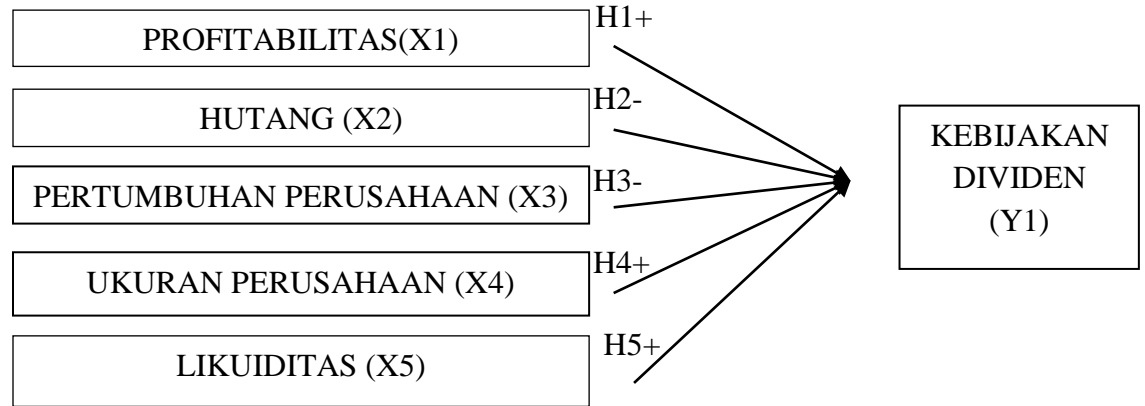 PROFITABILITAS(X1)
H1+
HUTANG (X2)
H2-
PERTUMBUHAN PERUSAHAAN (X3)
H3-
UKURAN PERUSAHAAN (X4)
H4+
LIKUIDITAS (X5)
H5+
KEBIJAKAN
DIVIDEN
(Y1)